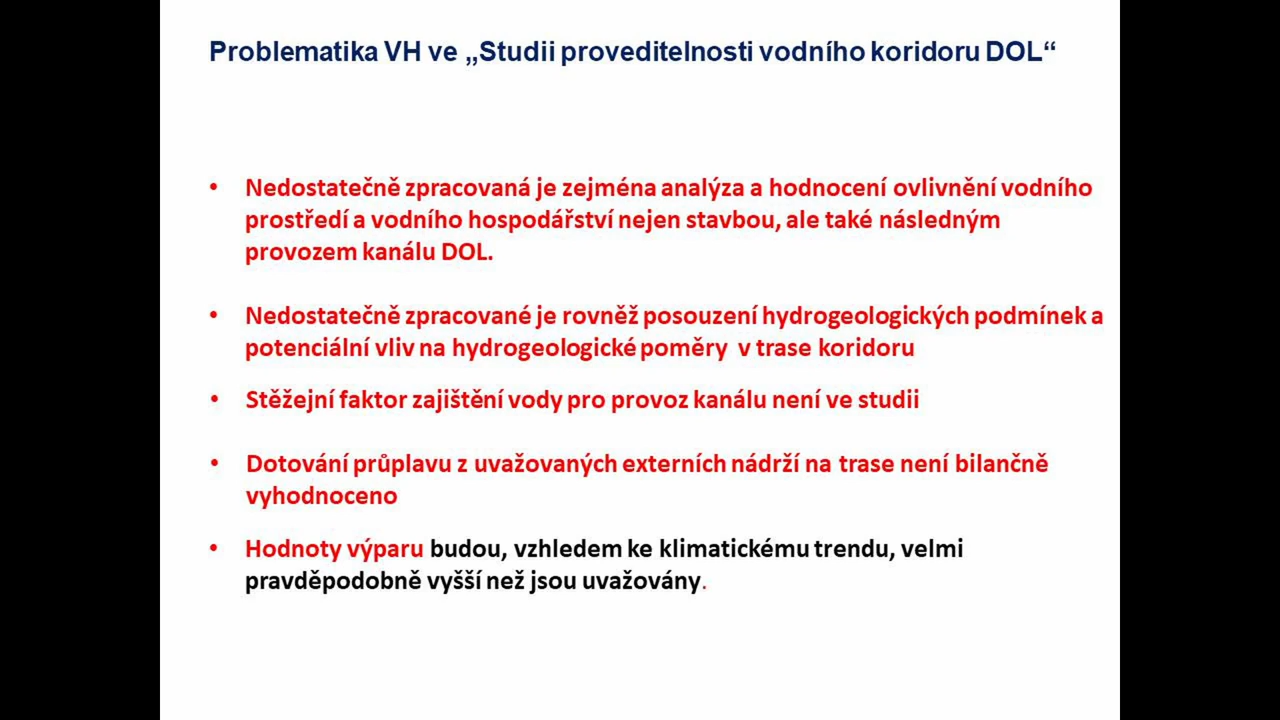 Problematika VH ve „Studii proveditelnosti vodního koridoru DOL“
• Nedostatečně zpracovaná je zejména analýza a hodnocení ovlivnění vodního
prostředí a vodního hospodářství nejen stavbou, ale také následným
provozem kanálu DOL.
• Nedostatečně zpracované je rovněž posouzení hydrogeologických podmínek a
potenciální vliv na hydrogeologické poměry v trase koridoru
• Stěžejní faktor zajištění vody pro provoz kanálu není ve studii
• Dotování průplavu z uvažovaných externích nádrží na trase není bilančně
vyhodnoceno
• Hodnoty výparu budou, vzhledem ke klimatickému trendu, velmi
pravděpodobně vyšší než jsou uvažovány.